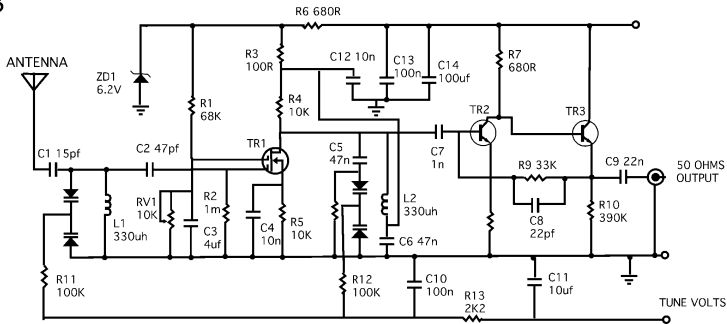 R6 680R
ANTENNA
ZD1
6.2V
R3
100R
C12 10n
C13
100n
C14
100uf
R7
680R
R1
68K
R4
10K
TR1
TR2
TR3
C1 15pf
C2 47pf
C5
47n
C7
1n
R9 33K
C9 22n
50 OHMS
OUTPUT
L1
330uh
RV1
10K
C3
4uf
R2
1m
C4
10n
R5
10K
L2
330uh
C6 47n
C8
22pf
R10
390K
R11
100K
R12
100K
C10
100n
R13
2K2
C11
10uf
TUNE VOLTS